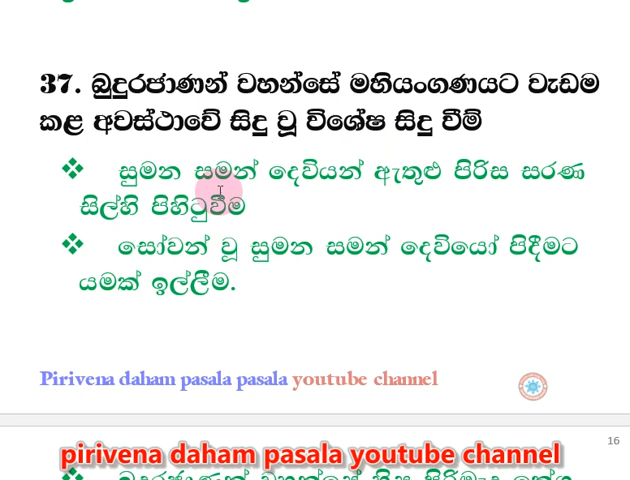 37. බුදුරජාණන් වහන්සේ මහියංගණයට වැඩම
කළ අවස්ථාවේ සිදු වූ විශේෂ සිදු වීම්
❖ සුමන සමන් දෙවියන් ඇතුළු පිරිස සරණ
සිල්හි පිහිටුවීම
❖ සෝවන් වූ සුමන සමන් දෙවියෝ පිදීමට
යමක් ඉල්ලීම.
Pirivena daham pasala pasala youtube channel
16
pirivena daham pasala youtube channel